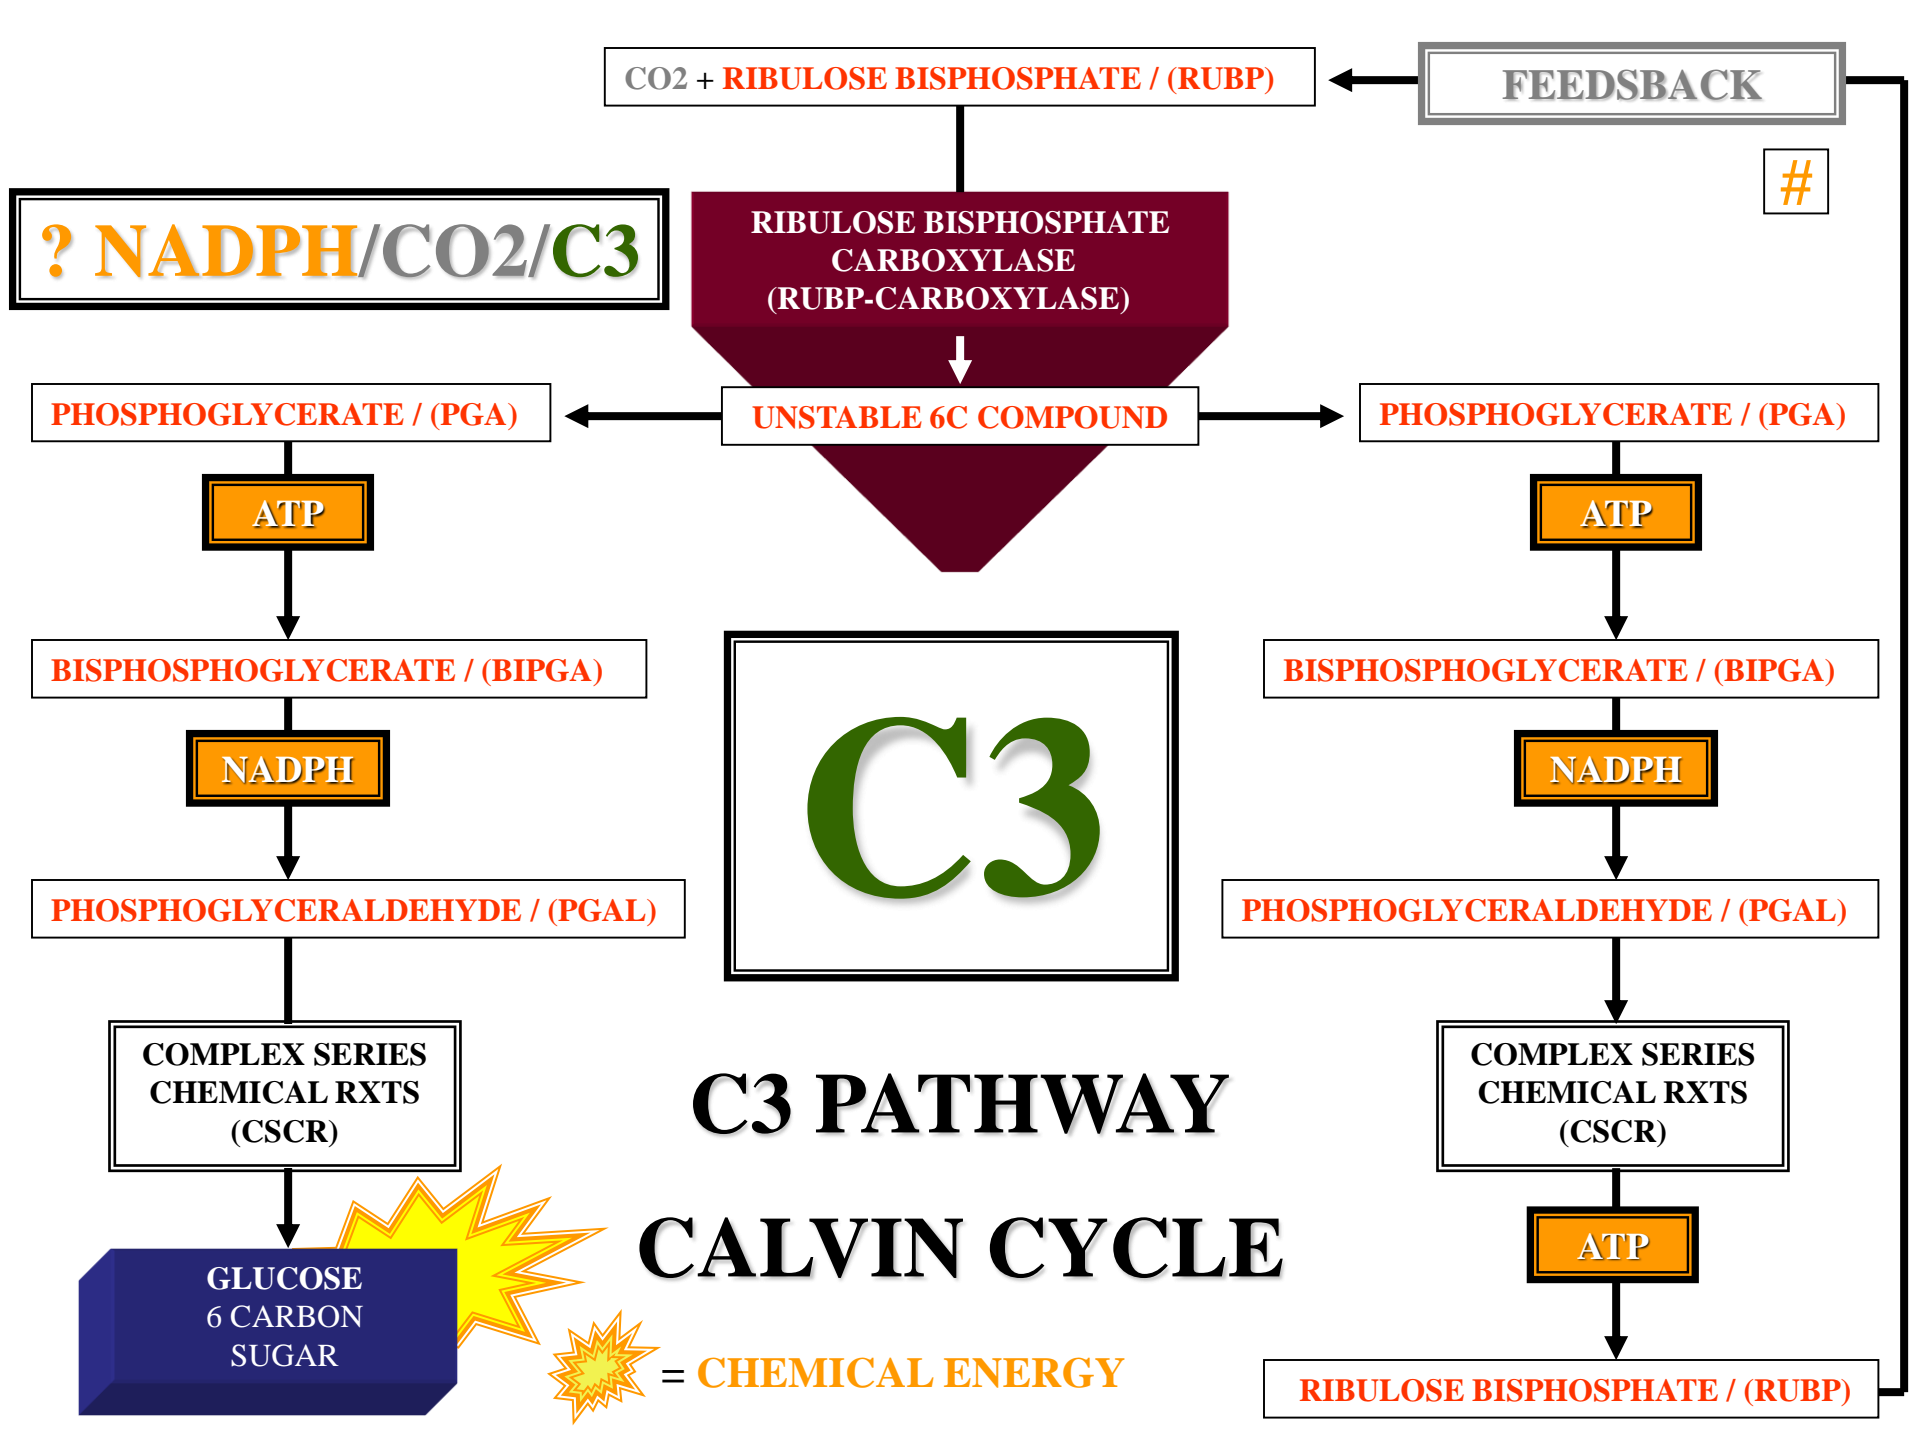 CO2 + RIBULOSE BISPHOSPHATE / (RUBP)
FEEDSBACK
#
? NADPH/CO2/C3
RIBULOSE BISPHOSPHATE
CARBOXYLASE
(RUBP-CARBOXYLASE)
PHOSPHOGLYCERATE / (PGA)
UNSTABLE 6C COMPOUND
PHOSPHOGLYCERATE / (PGA)
ATP
ATP
BISPHOSPHOGLYCERATE / (BIPGA)
BISPHOSPHOGLYCERATE / (BIPGA)
NADPH
C3
NADPH
PHOSPHOGLYCERALDEHYDE / (PGAL)
PHOSPHOGLYCERALDEHYDE / (PGAL)
COMPLEX SERIES
CHEMICAL RXTS
(CSCR)
C3 PATHWAY
COMPLEX SERIES
CHEMICAL RXTS
(CSCR)
CALVIN CYCLE
ATP
GLUCOSE
6 CARBON
SUGAR
= CHEMICAL ENERGY
RIBULOSE BISPHOSPHATE / (RUBP)